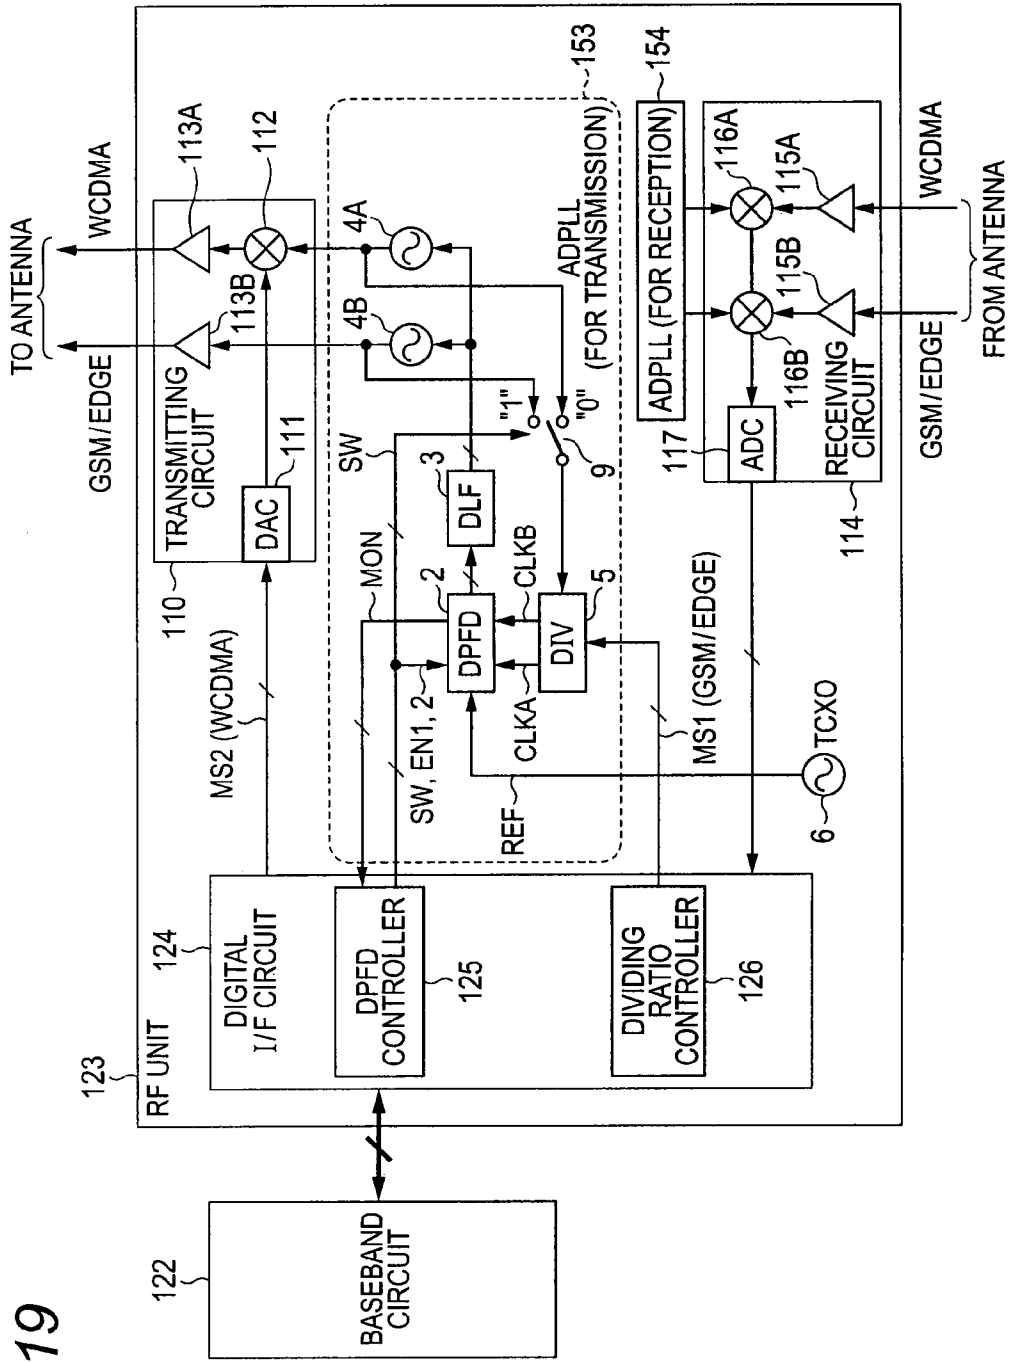 19
122
BASEBAND
CIRCUIT
123
RF UNIT
124
DIGITAL
I/F CIRCUIT
DPFD
CONTROLLER
125
DIVIDING
RATIO
CONTROLLER
126
MS2 (WCDMA)
110
TRANSMITTING
CIRCUIT
DAC
111
TO ANTENNA
GSM/EDGE
WCDMA
113A
113B
112
MON
SW
SW, EN1, 2
REF
2
DPFD
3
DLF
CLKA
CLKB
DIV
5
4B
4A
"1"
"0"
9
ADPLL
(FOR TRANSMISSION)
153
MS1 (GSM/EDGE)
6
TCXO
ADPLL (FOR RECEPTION)
154
117
ADC
116B
116A
115B
115A
RECEIVING
CIRCUIT
114
GSM/EDGE
WCDMA
FROM ANTENNA